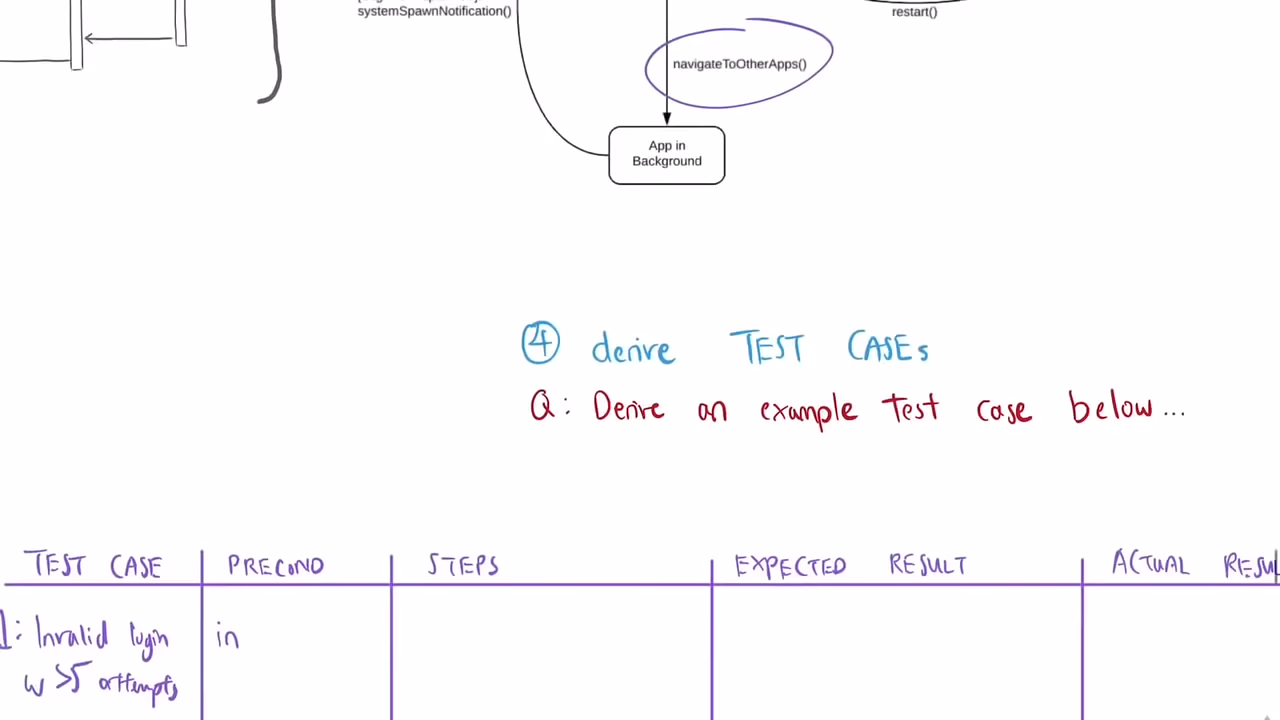 systemSpawnNotification()
restart()
navigateToOtherApps()
App in
Background
4 derive TEST CASEs
Q: Derive an example test case below...
TEST CASE PRECOND STEPS EXPECTED RESULT ACTUAL RESUL
1: Invalid login in
w >5 attempts